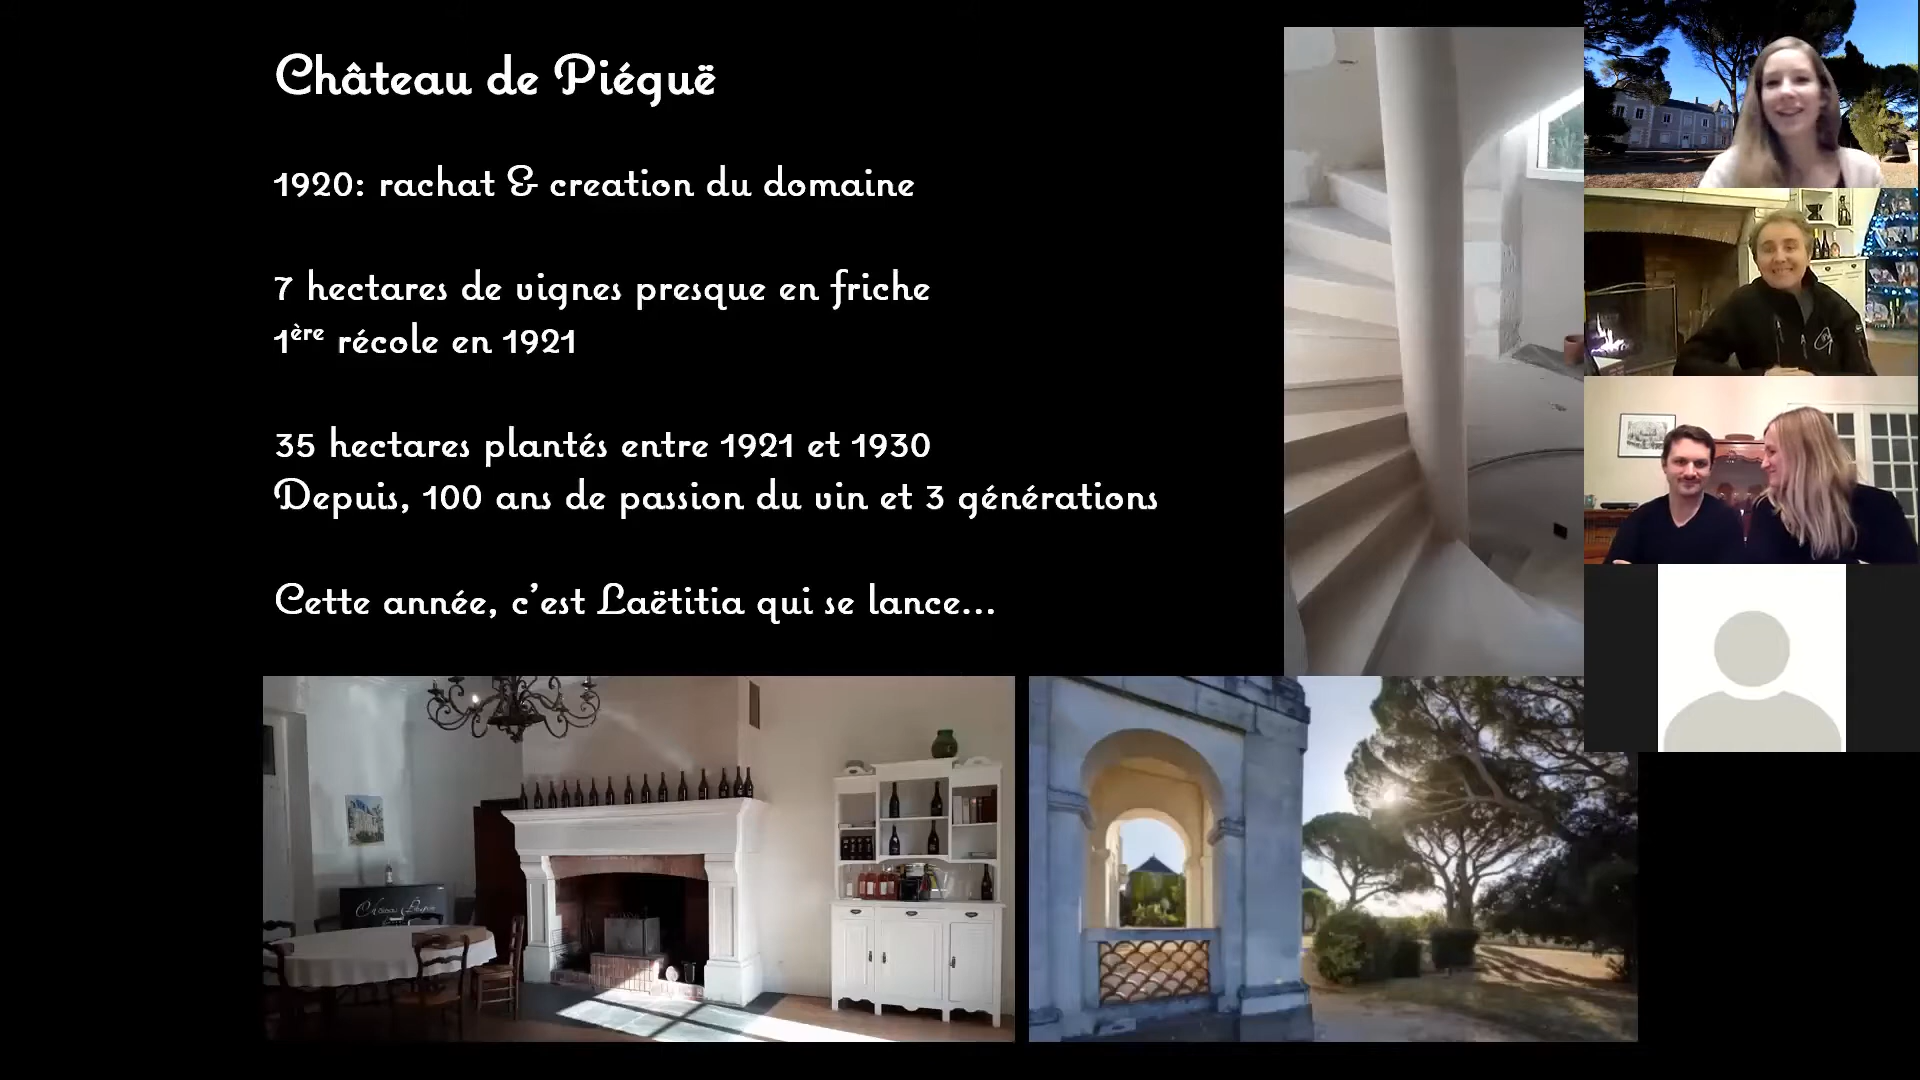 Château de Piéguë
1920: rachat & creation du domaine
7 hectares de vignes presque en friche
1ère récole en 1921
35 hectares plantés entre 1921 et 1930
Depuis, 100 ans de passion du vin et 3 générations
Cette année, c’est Laëtitia qui se lance...